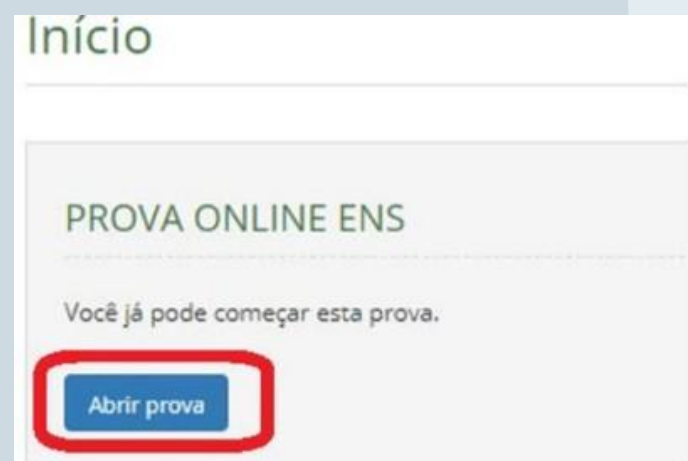 Início
PROVA ONLINE ENS
Você já pode começar esta prova.
Abrir prova